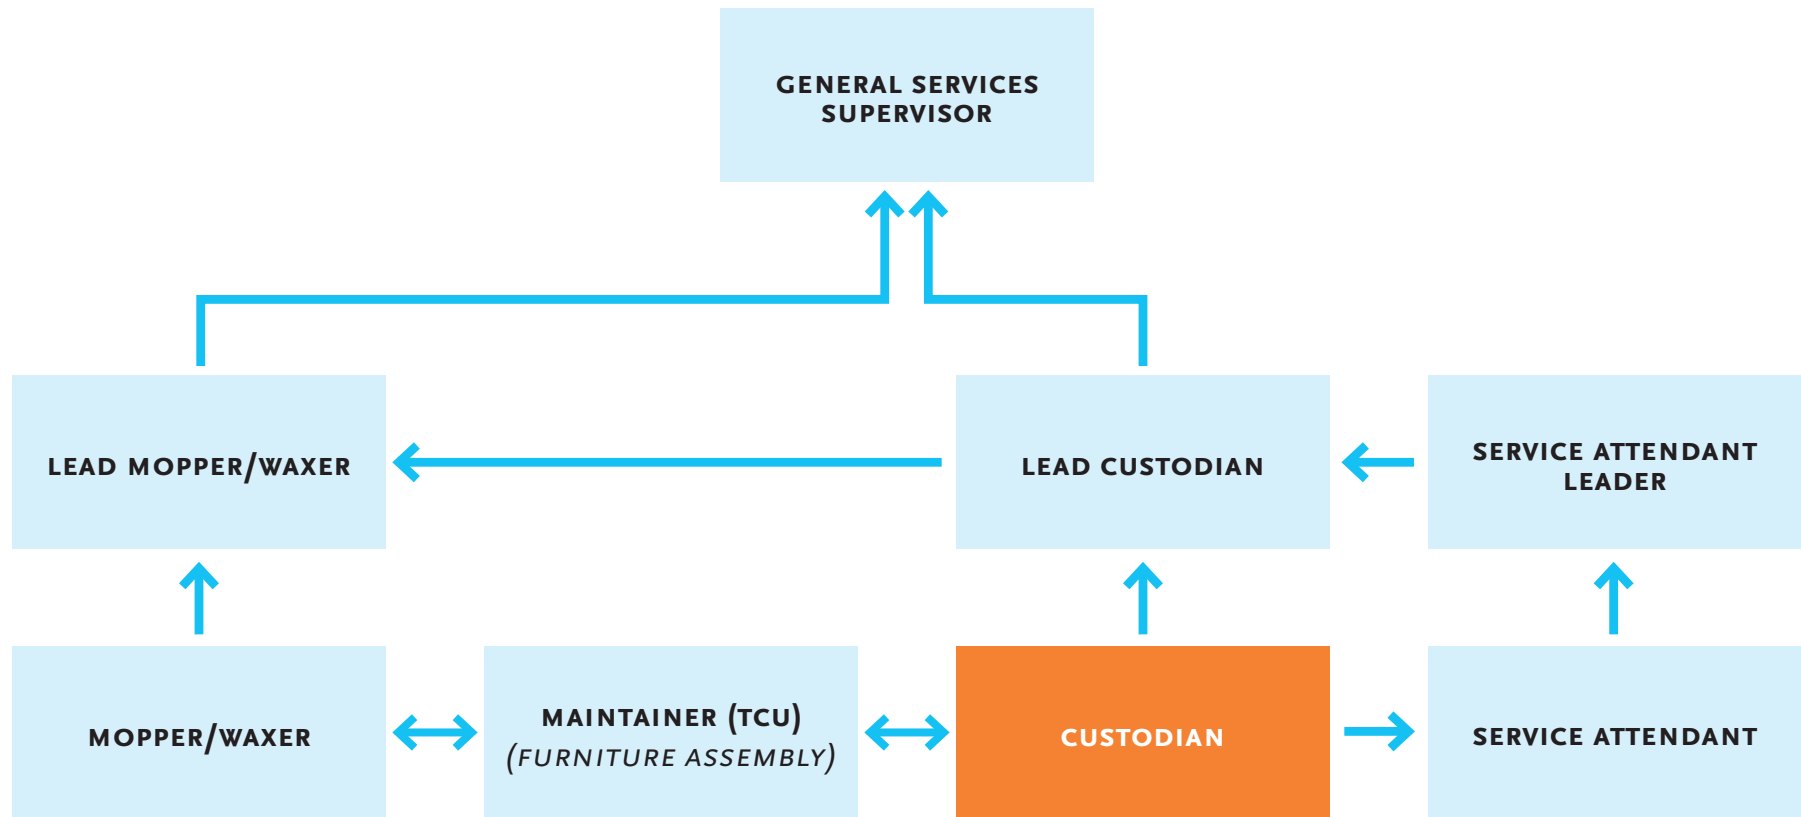 GENERAL SERVICES
SUPERVISOR
LEAD MOPPER/WAXER
LEAD CUSTODIAN
SERVICE ATTENDANT
LEADER
MOPPER/WAXER
MAINTAINER (TCU)
(FURNITURE ASSEMBLY)
CUSTODIAN
SERVICE ATTENDANT